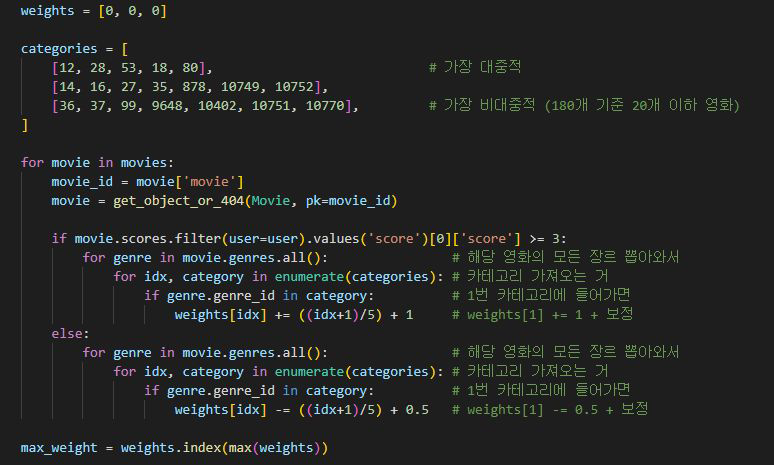 weights = [0, 0, 0]

categories = [
    [12, 28, 53, 18, 80],                            # 가장 대중적
    [14, 16, 27, 35, 878, 10749, 10752],
    [36, 37, 99, 9648, 10402, 10751, 10770],         # 가장 비대중적 (180개 기준 20개 이하 영화)
]

for movie in movies:
    movie_id = movie['movie']
    movie = get_object_or_404(Movie, pk=movie_id)

    if movie.scores.filter(user=user).values('score')[0]['score'] >= 3:
        for genre in movie.genres.all():                # 해당 영화의 모든 장르 뽑아와서
            for idx, category in enumerate(categories): # 카테고리 가져오는 거
                if genre.genre_id in category:          # 1번 카테고리에 들어가면
                    weights[idx] += ((idx+1)/5) + 1     # weights[1] += 1 + 보정
    else:
        for genre in movie.genres.all():                # 해당 영화의 모든 장르 뽑아와서
            for idx, category in enumerate(categories): # 카테고리 가져오는 거
                if genre.genre_id in category:          # 1번 카테고리에 들어가면
                    weights[idx] -= ((idx+1)/5) + 0.5   # weights[1] -= 0.5 + 보정

max_weight = weights.index(max(weights))